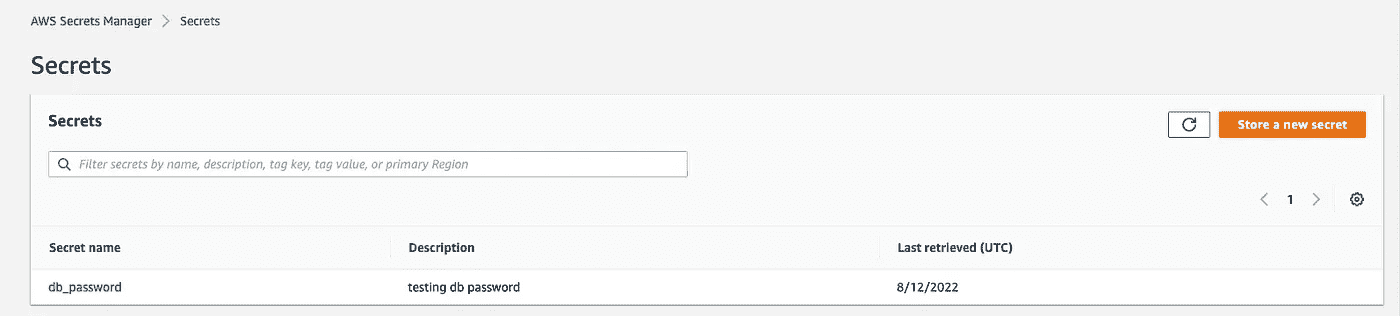 AWS Secrets Manager > Secrets
Secrets
Secrets
Store a new secret
Filter secrets by name, description, tag key, tag value, or primary Region
< 1 >
Secret name Description Last retrieved (UTC)
db_password testing db password 8/12/2022